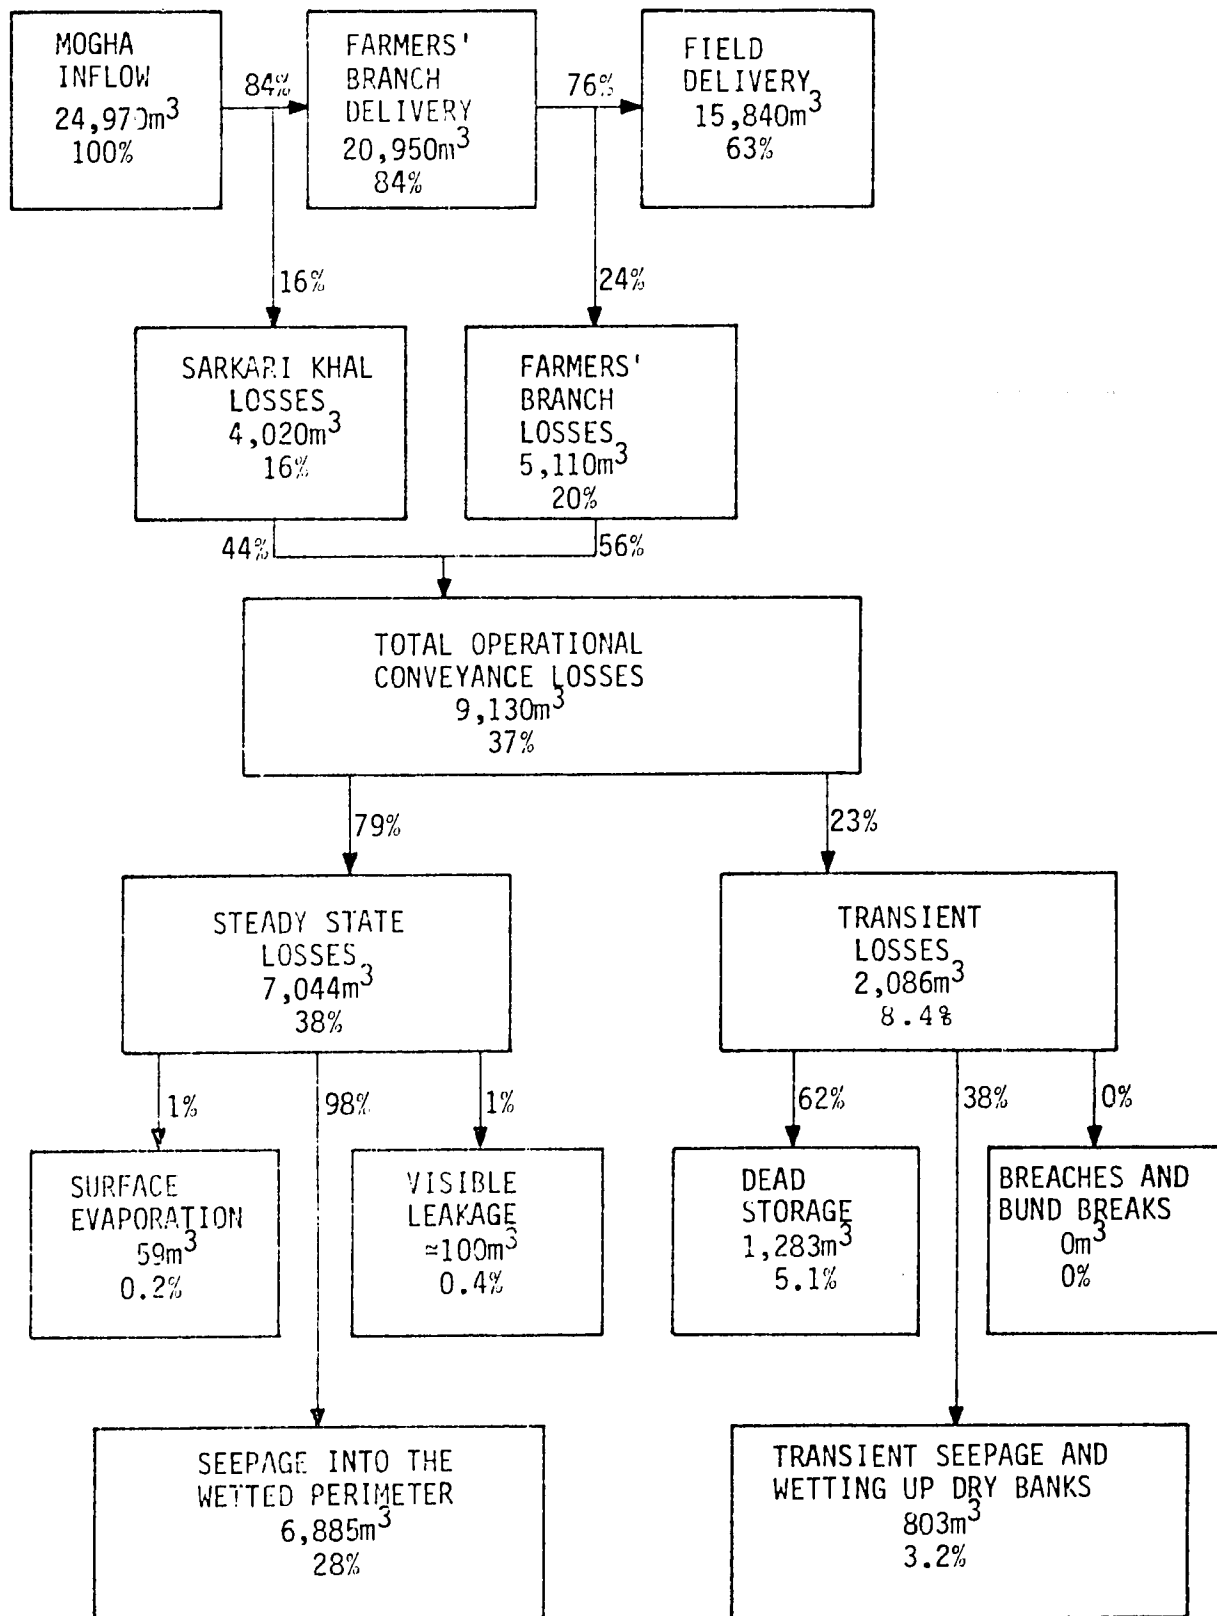 MOGHA
INFLOW
24,970m³
100%
84%
FARMERS'
BRANCH
DELIVERY
20,950m³
84%
76%
FIELD
DELIVERY
15,840m³
63%
16%
24%
SARKARI KHAL
LOSSES
4,020m³
16%
FARMERS'
BRANCH
LOSSES
5,110m³
20%
44%
56%
TOTAL OPERATIONAL
CONVEYANCE LOSSES
9,130m³
37%
79%
23%
STEADY STATE
LOSSES
7,044m³
38%
TRANSIENT
LOSSES
2,086m³
8.4%
1%
98%
1%
62%
38%
0%
SURFACE
EVAPORATION
59m³
0.2%
VISIBLE
LEAKAGE
≃100m³
0.4%
DEAD
STORAGE
1,283m³
5.1%
BREACHES AND
BUND BREAKS
0m³
0%
SEEPAGE INTO THE
WETTED PERIMETER
6,885m³
28%
TRANSIENT SEEPAGE AND
WETTING UP DRY BANKS
803m³
3.2%